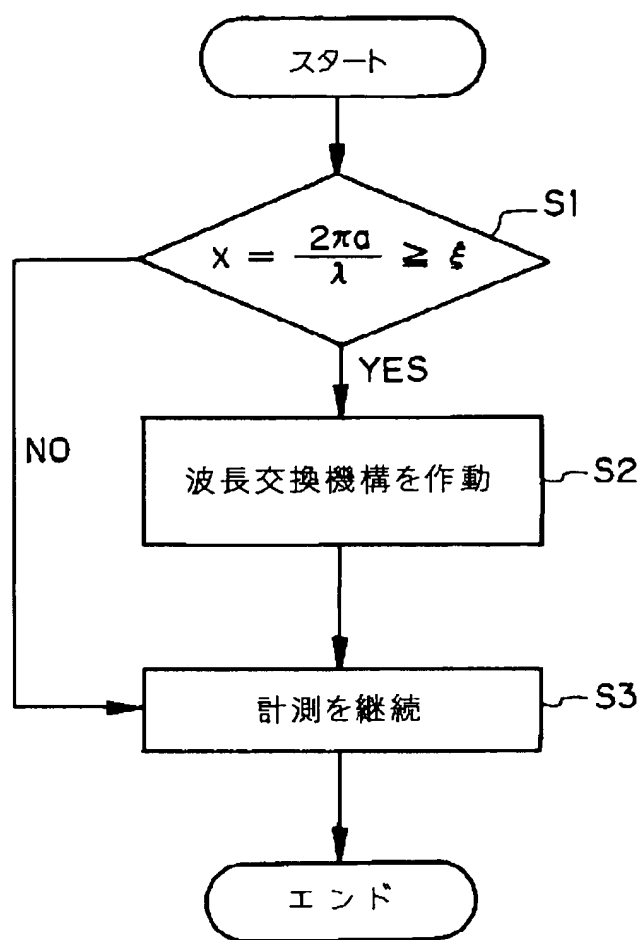 スタート
S1
x = 2πa/λ ≧ ξ
YES
NO
波長交換機構を作動
S2
計測を継続
S3
エンド